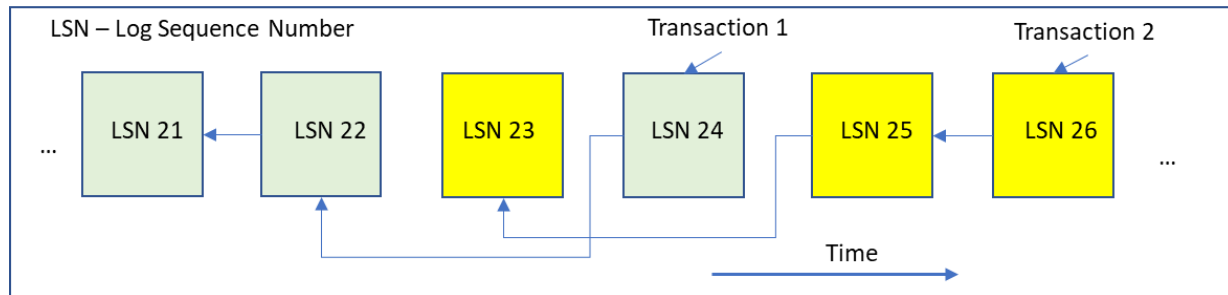 LSN – Log Sequence Number
Transaction 1
Transaction 2
...
LSN 21
LSN 22
LSN 23
LSN 24
LSN 25
LSN 26
...
Time